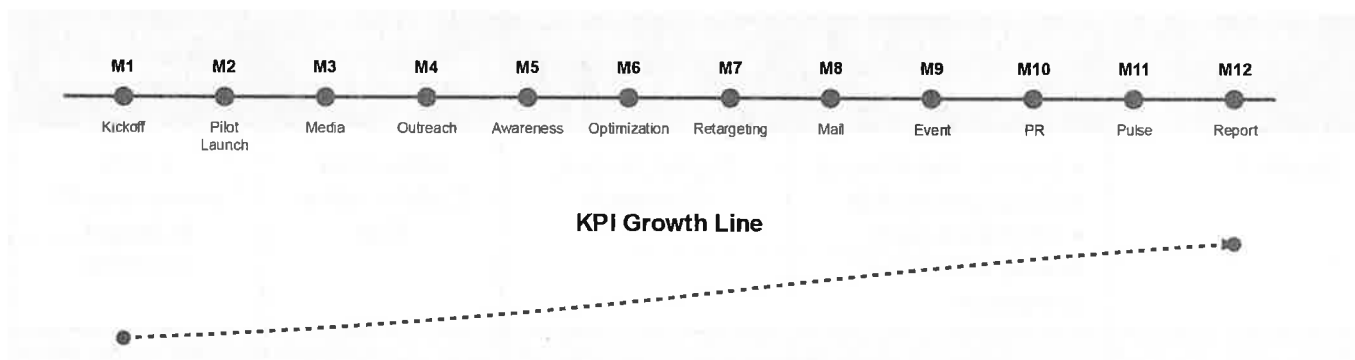 M1 M2 M3 M4 M5 M6 M7 M8 M9 M10 M11 M12
Kickoff Pilot Media Outreach Awareness Optimization Retargeting Mail Event PR Pulse Report
Launch
KPI Growth Line